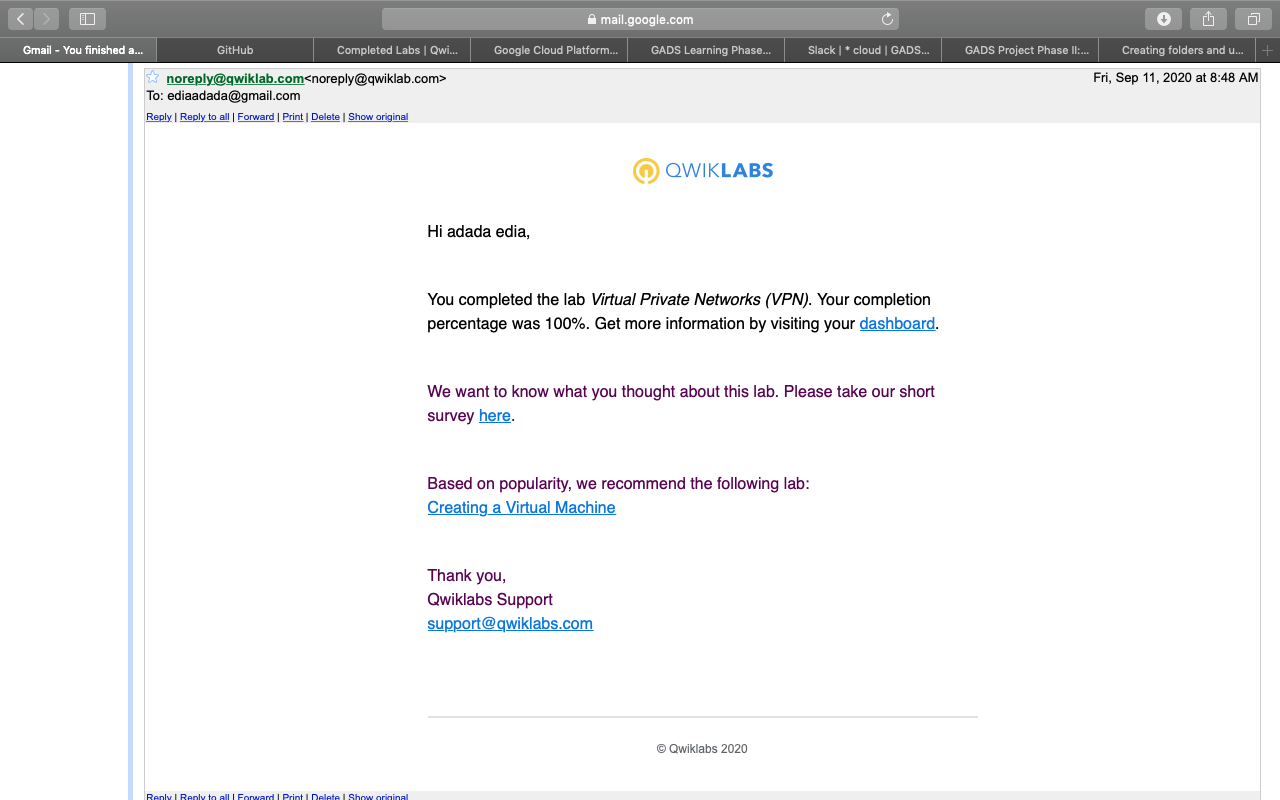 mail.google.com
Gmail - You finished a...
GitHub
Completed Labs | Qwi...
Google Cloud Platform...
GADS Learning Phase...
Slack | * cloud | GADS...
GADS Project Phase II:...
Creating folders and u...
noreply@qwiklab.com<noreply@qwiklab.com>
Fri, Sep 11, 2020 at 8:48 AM
To: ediaadada@gmail.com
Reply | Reply to all | Forward | Print | Delete | Show original
QWIKLABS
Hi adada edia,
You completed the lab Virtual Private Networks (VPN). Your completion
percentage was 100%. Get more information by visiting your dashboard.
We want to know what you thought about this lab. Please take our short
survey here.
Based on popularity, we recommend the following lab:
Creating a Virtual Machine
Thank you,
Qwiklabs Support
support@qwiklabs.com
© Qwiklabs 2020
Reply | Reply to all | Forward | Print | Delete | Show original